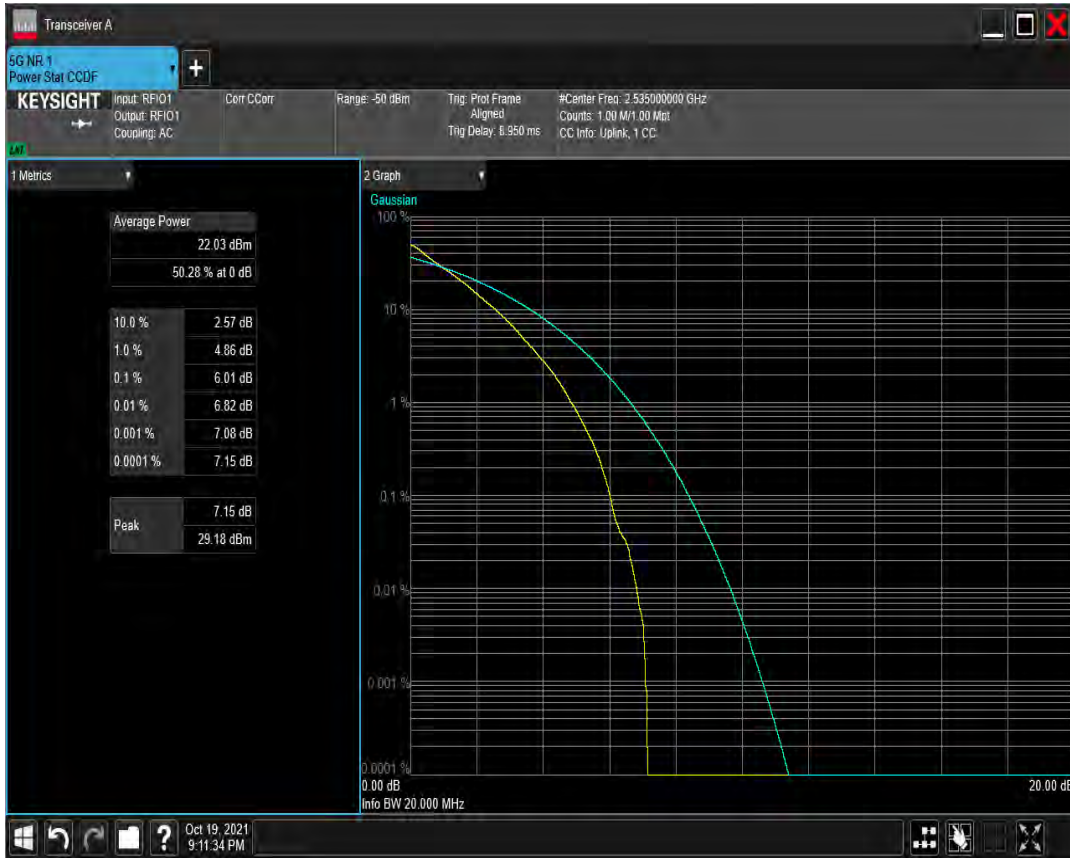 Transceiver A
5G NR 1
Power Stat CCDF
+
KEYSIGHT
Input: RFIO1
Output: RFIO1
Coupling: AC
Corr CCorr
Range: -50 dBm
Trig: Prot Frame
Aligned
Trig Delay: 8.950 ms
#Center Freq: 2.535000000 GHz
Counts: 1.00 M/1.00 Mpt
CC Info: Uplink, 1 CC
1 Metrics
Average Power
22.03 dBm
50.28 % at 0 dB
10.0 % 2.57 dB
1.0 % 4.86 dB
0.1 % 6.01 dB
0.01 % 6.82 dB
0.001 % 7.08 dB
0.0001 % 7.15 dB
Peak 7.15 dB
29.18 dBm
2 Graph
Gaussian
100 %
10 %
1 %
0.1 %
0.01 %
0.001 %
0.0001 %
0.00 dB 20.00 dB
Info BW 20.000 MHz
? Oct 19, 2021
9:11:34 PM